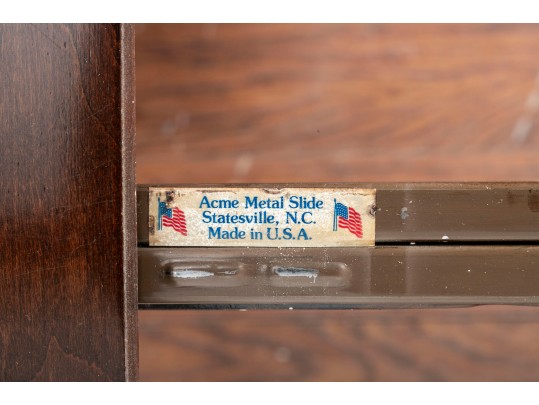 Acme Metal Slide
Statesville, N.C.
Made in U.S.A.